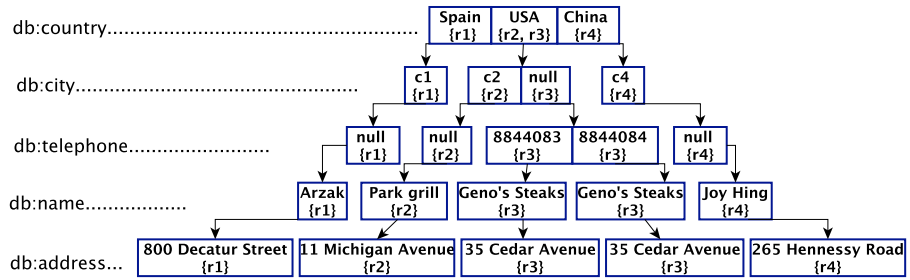 db:country.................................................... Spain {r1} USA {r2, r3} China {r4}
db:city............................................... c1 {r1} c2 {r2} null {r3} c4 {r4}
db:telephone....................... null {r1} null {r2} 8844083 {r3} 8844084 {r3} null {r4}
db:name................. Arzak {r1} Park grill {r2} Geno's Steaks {r3} Geno's Steaks {r3} Joy Hing {r4}
db:address... 800 Decatur Street {r1} 11 Michigan Avenue {r2} 35 Cedar Avenue {r3} 35 Cedar Avenue {r3} 265 Hennessy Road {r4}